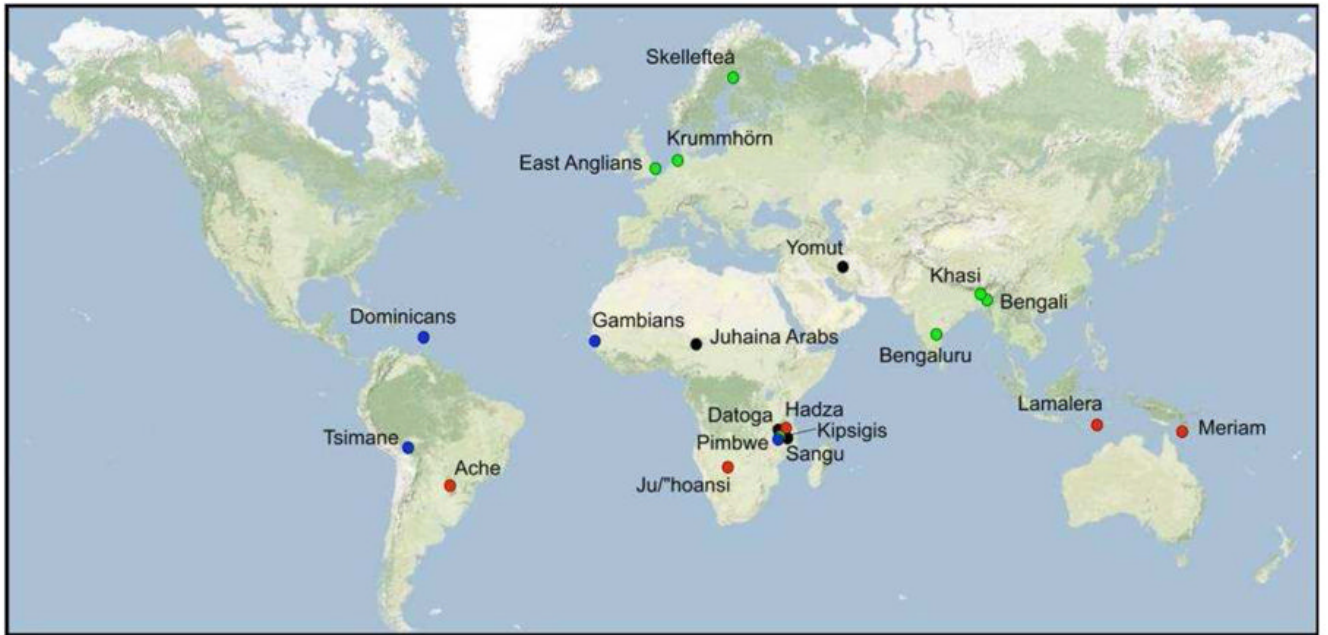 Skellefteå
Krummhörn
East Anglians
Yomut
Khasi
Bengali
Dominicans
Gambians
Juhaina Arabs
Bengaluru
Lamalera
Datoga
Hadza
Meriam
Tsimane
Pimbwe
Kipsigis
Sangu
Ache
Ju/"hoansi